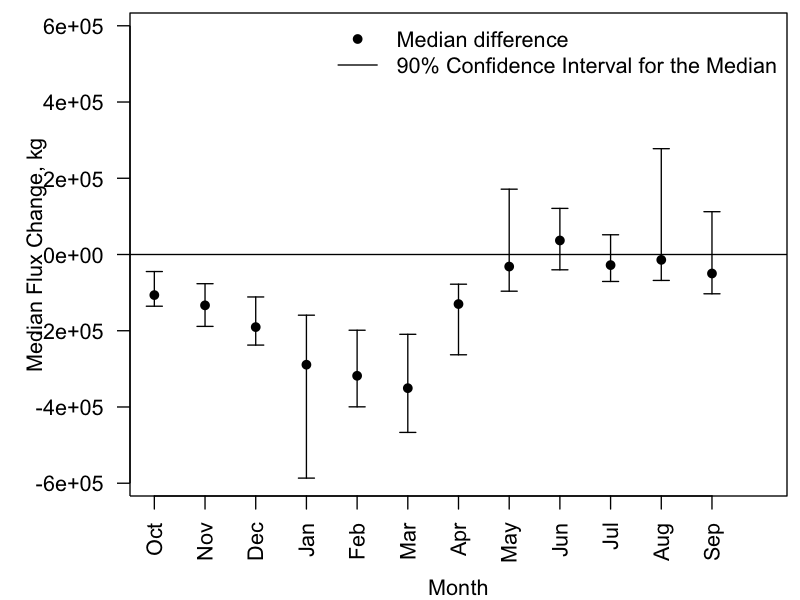 6e+05
4e+05
2e+05
0e+00
-2e+05
-4e+05
-6e+05
Median Flux Change, kg
Median difference
90% Confidence Interval for the Median
Oct
Nov
Dec
Jan
Feb
Mar
Apr
May
Jun
Jul
Aug
Sep
Month